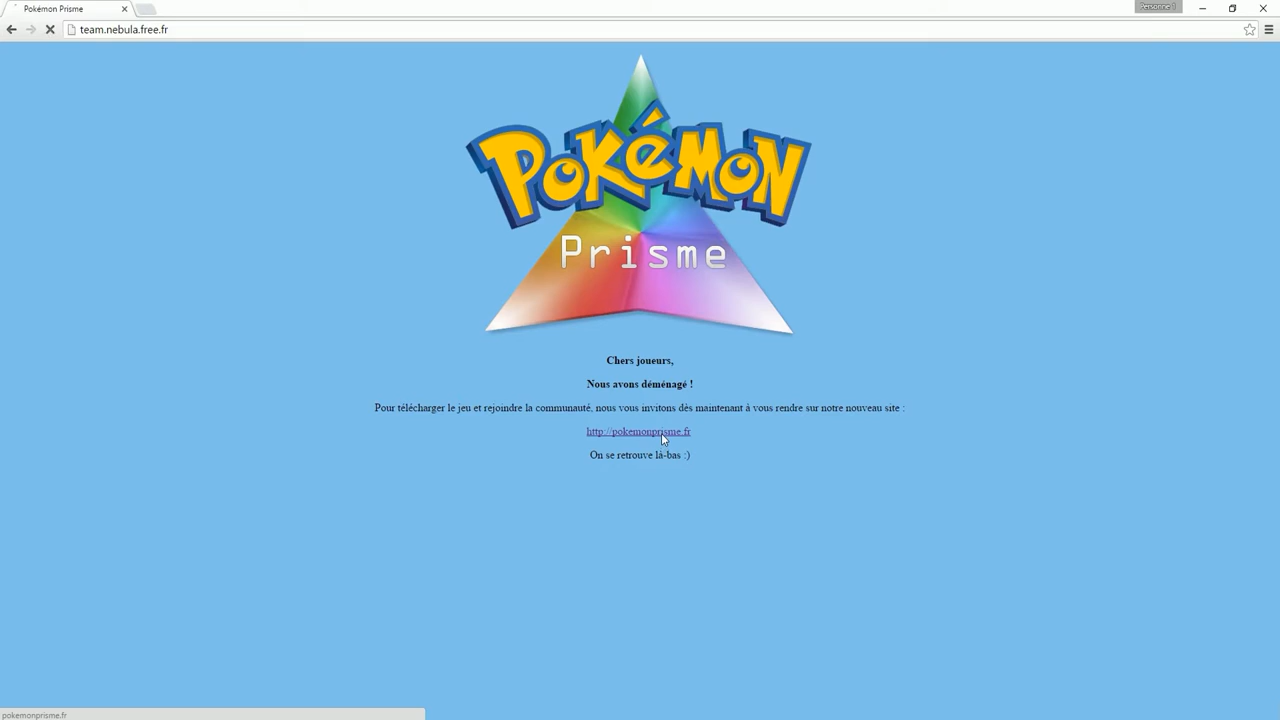 Pokémon Prisme
Personne 1
team.nebula.free.fr
POKéMON
Prisme
Chers joueurs,
Nous avons déménagé !
Pour télécharger le jeu et rejoindre la communauté, nous vous invitons dès maintenant à vous rendre sur notre nouveau site :
http://pokemonprisme.fr
On se retrouve là-bas :)
pokemonprisme.fr